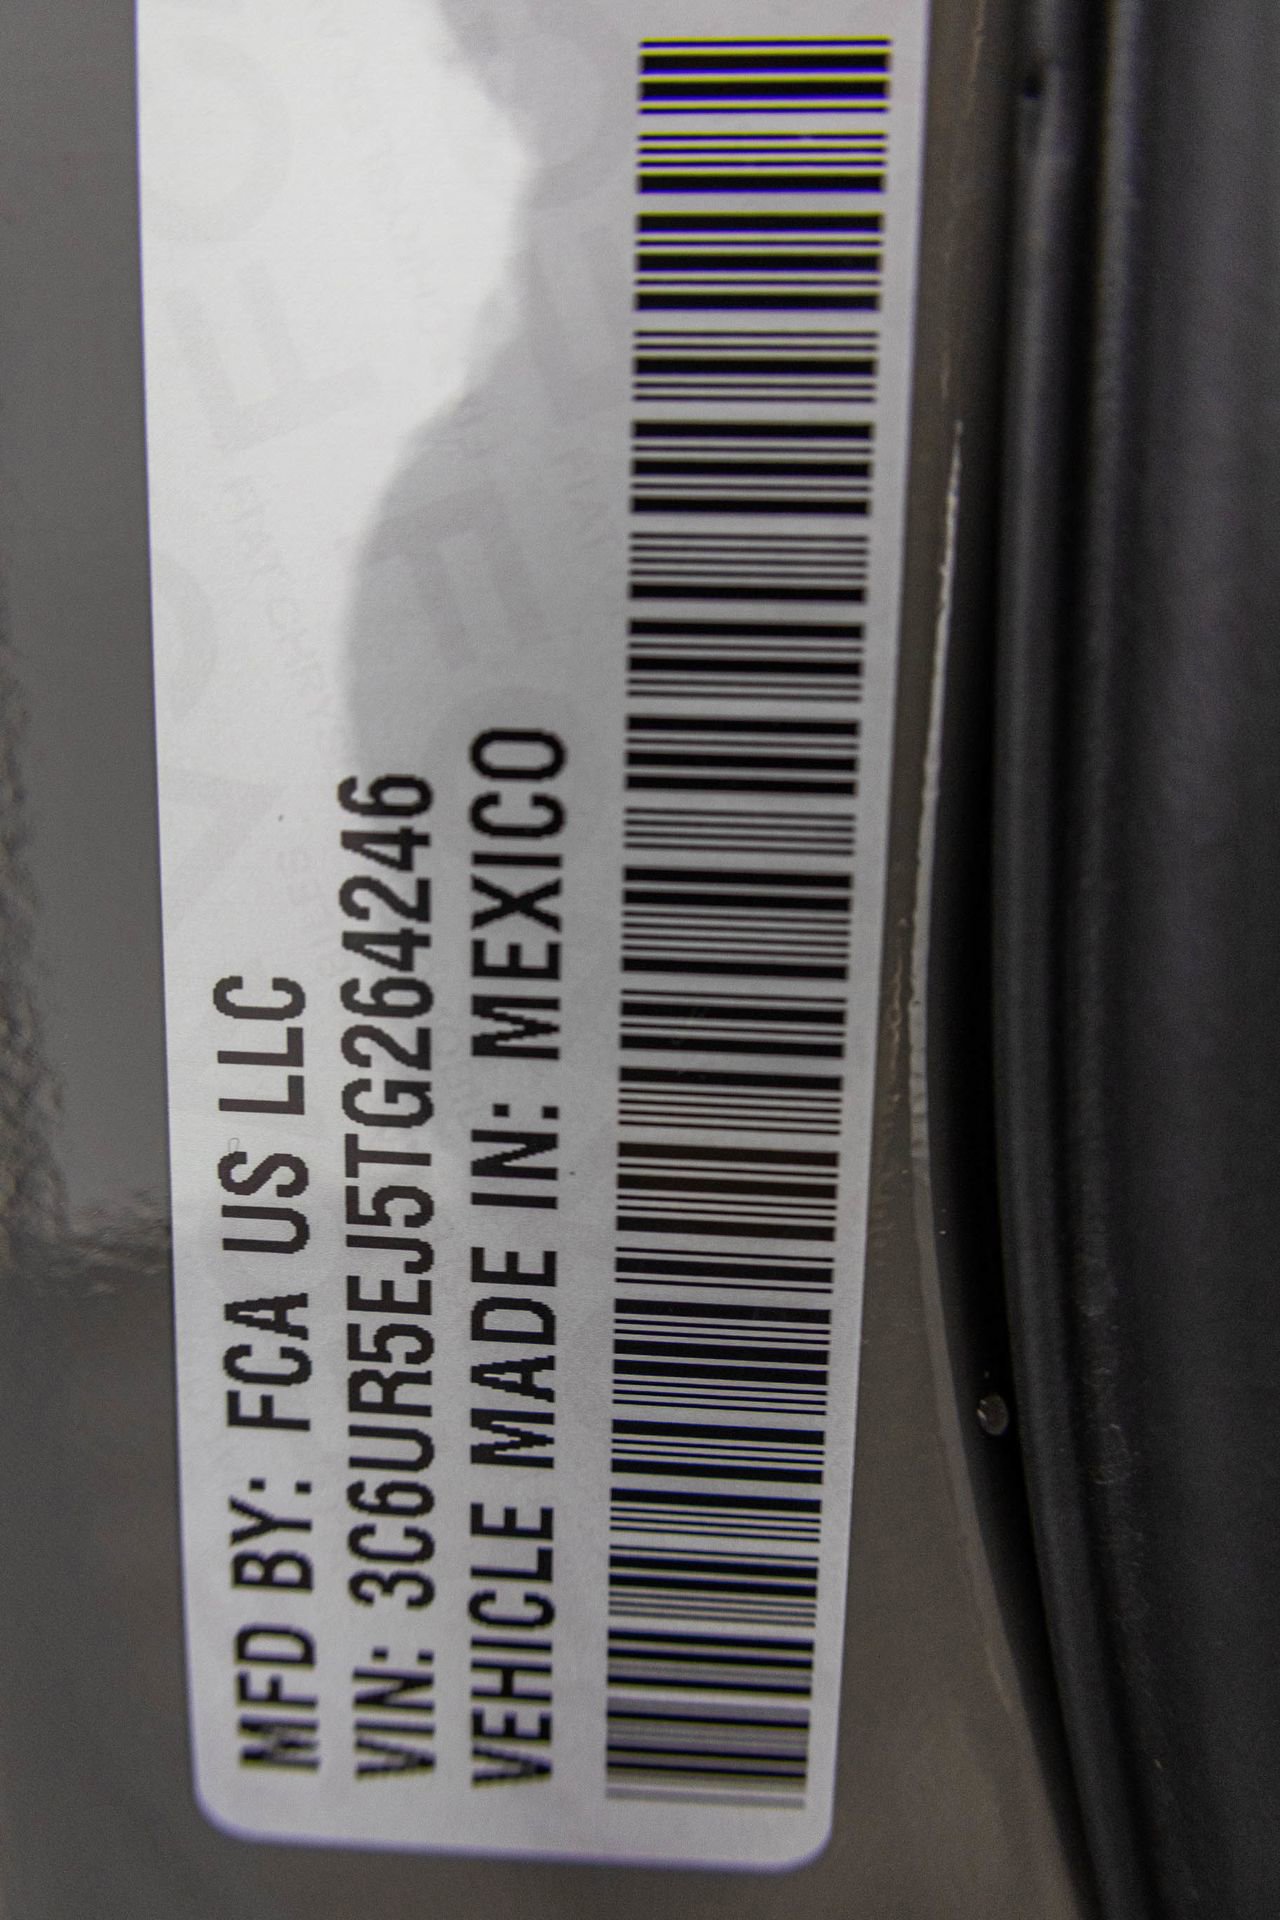 MFD BY: FCA US LLC
VIN: 3C6UR5EJ5TG264246
VEHICLE MADE IN: MEXICO